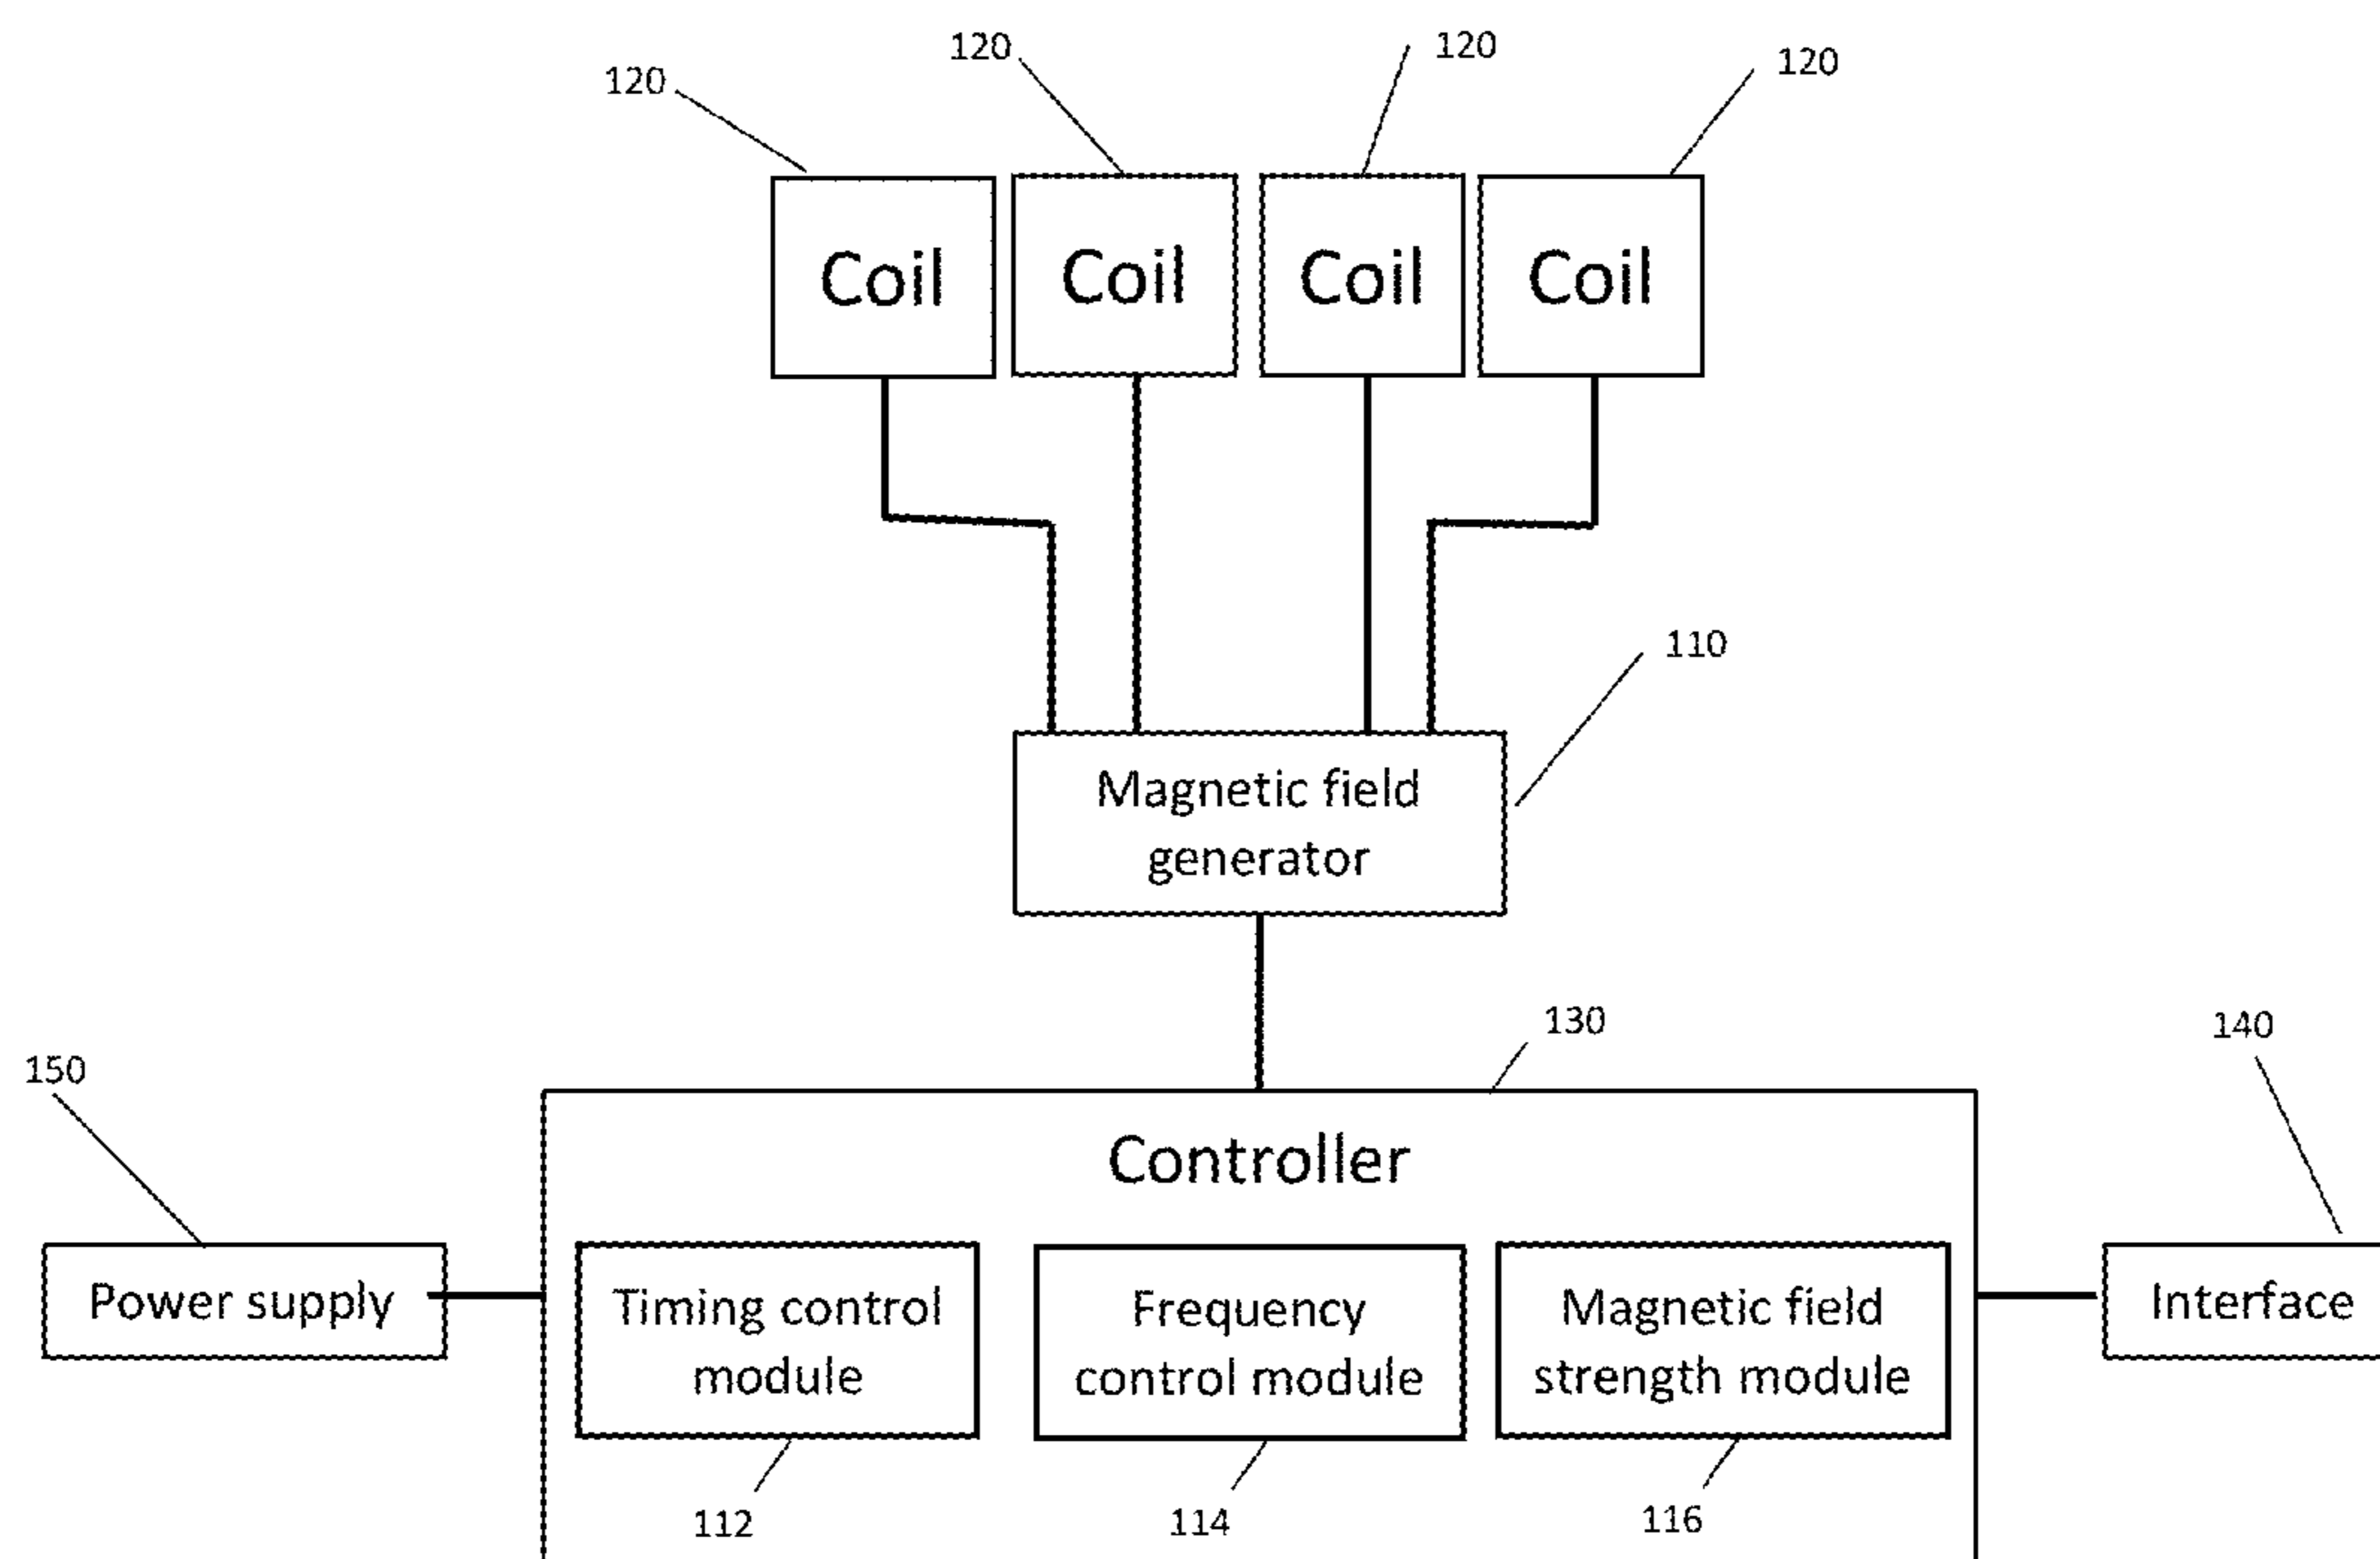 120
120
120
120
Coil
Coil
Coil
Coil
110
Magnetic field
generator
130
140
150
Controller
Power supply
Timing control
module
Frequency
control module
Magnetic field
strength module
Interface
112
114
116